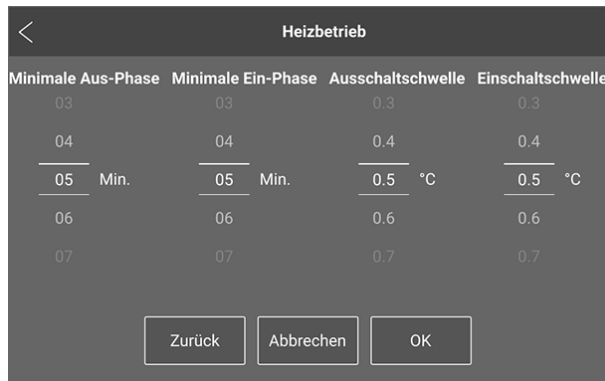 Heizbetrieb
Minimale Aus-Phase Minimale Ein-Phase Ausschaltschwelle Einschaltschwelle
03 03 0.3 0.3
04 04 0.4 0.4
05 Min. 05 Min. 0.5 °C 0.5 °C
06 06 0.6 0.6
07 07 0.7 0.7
Zurück Abbrechen OK